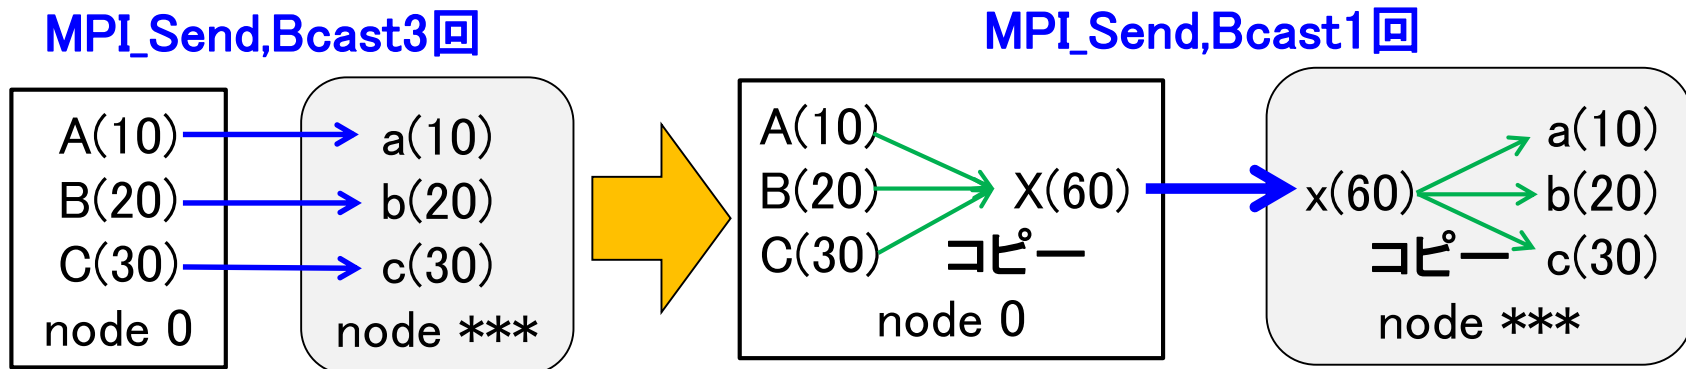 MPI_Send,Bcast3回
A(10)
B(20)
C(30)
node 0
a(10)
b(20)
c(30)
node ***
MPI_Send,Bcast1回
A(10)
B(20)
C(30)
X(60)
コピー
node 0
x(60)
コピー
a(10)
b(20)
c(30)
node ***